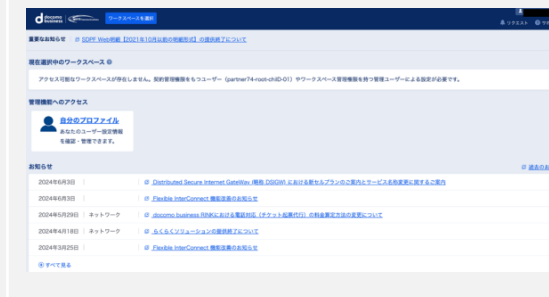 docomo business
ワークスペースを選択
リクエスト
重要なお知らせ
SDPF Web明細【2021年10月以前の明細形式】の提供終了について
現在選択中のワークスペース
アクセス可能なワークスペースが存在しません。契約管理権限をもつユーザー（partner74-root-chiD-01）やワークスペース管理権限を持つ管理ユーザーによる設定が必要です。
管理機能へのアクセス
自分のプロファイル
あなたのユーザー設定情報
を確認・管理できます。
お知らせ
過去のお
2024年6月3日 Distributed Secure Internet GateWay (略称 DSIGW) における新セルプランのご案内とサービス名称変更に関するご案内
2024年6月3日 Flexible InterConnect 機能改善のお知らせ
2024年5月29日 ネットワーク docomo business RINKにおける電話対応（チケット起票代行）の料金算定方法の変更について
2024年4月18日 ネットワーク らくらくソリューションの提供終了について
2024年3月25日 Flexible InterConnect 機能改善のお知らせ
すべて見る